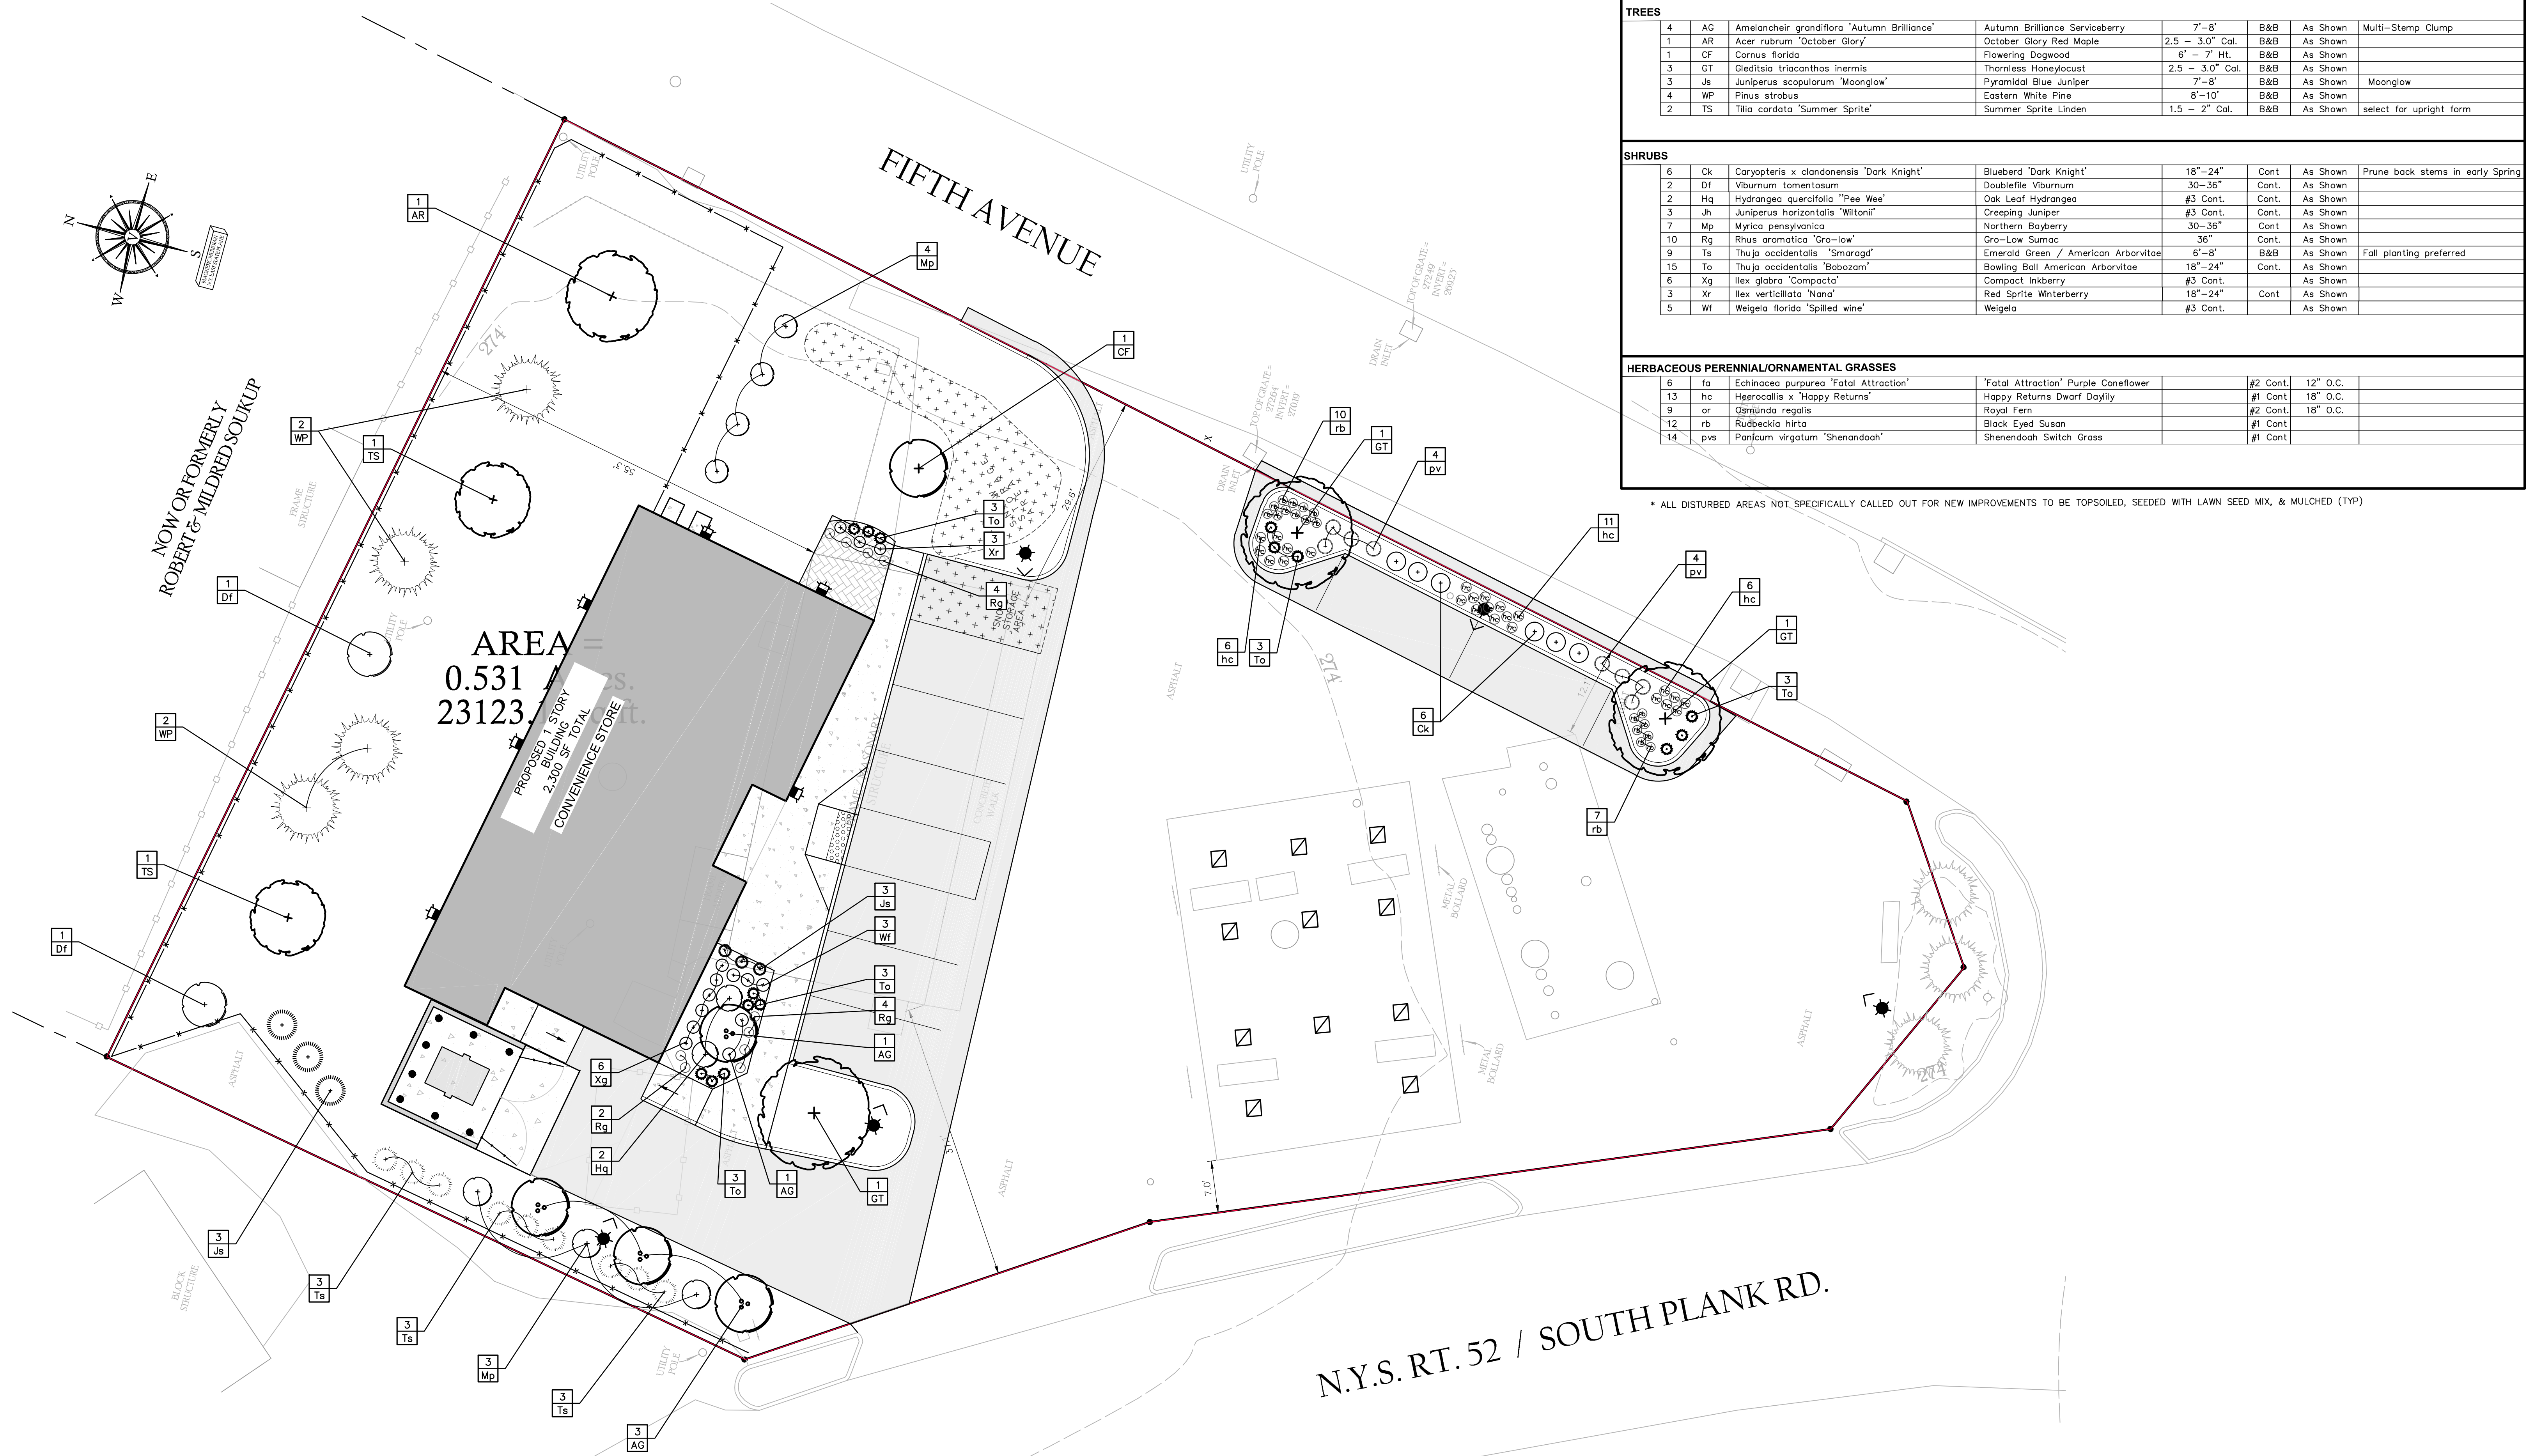 TREES
4 AG Amelancheir grandiflora 'Autumn Brilliance' Autumn Brilliance Serviceberry 7'-8' B&B As Shown Multi-Stemp Clump
1 AR Acer rubrum 'October Glory' October Glory Red Maple 2.5 - 3.0" Cal. B&B As Shown
1 CF Cornus florida Flowering Dogwood 6' - 7' Ht. B&B As Shown
3 GT Gleditsia triacanthos inermis Thornless Honeylocust 2.5 - 3.0" Cal. B&B As Shown
3 Js Juniperus scopulorum 'Moonglow' Pyramidal Blue Juniper 7'-8' B&B As Shown Moonglow
4 WP Pinus strobus Eastern White Pine 8'-10' B&B As Shown
2 TS Tilia cordata 'Summer Sprite' Summer Sprite Linden 1.5 - 2" Cal. B&B As Shown select for upright form
SHRUBS
6 Ck Caryopteris x clandonensis 'Dark Knight' Blueberd 'Dark Knight' 18"-24" Cont As Shown Prune back stems in early Spring
2 Df Viburnum tomentosum Doublefile Viburnum 30-36" Cont. As Shown
2 Hq Hydrangea quercifolia ''Pee Wee' Oak Leaf Hydrangea #3 Cont. Cont. As Shown
3 Jh Juniperus horizontalis 'Wiltonii' Creeping Juniper #3 Cont. Cont. As Shown
7 Mp Myrica pensylvanica Northern Bayberry 30-36" Cont As Shown
10 Rg Rhus aromatica 'Gro-low' Gro-Low Sumac 36" Cont. As Shown
9 Ts Thuja occidentalis 'Smaragd' Emerald Green / American Arborvitae 6'-8' B&B As Shown Fall planting preferred
15 To Thuja occidentalis 'Bobozam' Bowling Ball American Arborvitae 18"-24" Cont. As Shown
6 Xg Ilex glabra 'Compacta' Compact Inkberry #3 Cont. As Shown
3 Xr Ilex verticillata 'Nana' Red Sprite Winterberry 18"-24" Cont As Shown
5 Wf Weigela florida 'Spilled wine' Weigela #3 Cont. As Shown
HERBACEOUS PERENNIAL/ORNAMENTAL GRASSES
6 fa Echinacea purpurea 'Fatal Attraction' 'Fatal Attraction' Purple Coneflower #2 Cont. 12" O.C.
13 hc Heerocallis x 'Happy Returns' Happy Returns Dwarf Daylily #1 Cont 18" O.C.
9 or Osmunda regalis Royal Fern #2 Cont. 18" O.C.
12 rb Rudbeckia hirta Black Eyed Susan #1 Cont
14 pvs Panicum virgatum 'Shenandoah' Shenendoah Switch Grass #1 Cont
* ALL DISTURBED AREAS NOT SPECIFICALLY CALLED OUT FOR NEW IMPROVEMENTS TO BE TOPSOILED, SEEDED WITH LAWN SEED MIX, & MULCHED (TYP)
FIFTH AVENUE
UTILITY
POLE
UTILITY
POLE
N
E
S
W
V
1
AR
4
Mp
1
CF
TOP OF GRATE =
272.49'
INVERT =
269.23'
DRAIN
INLET
TOP OF GRATE =
272.64'
INVERT =
270.19'
DRAIN
INLET
274'
NOW OR FORMERLY
ROBERT & MILDRED SOUKUP
FRAME
STRUCTURE
2
WP
1
TS
55.3'
29.6'
3
To
3
Xr
4
Rg
STORAGE
AREA
10
rb
1
GT
4
pv
11
hc
4
pv
6
hc
1
GT
3
To
6
hc
3
To
6
Ck
7
rb
274'
ASPHALT
1
Df
POLE
AREA =
0.531
23123.
PROPOSED 1 STORY
BUILDING
2,300 SF TOTAL
CONVENIENCE STORE
CONCRETE
WALK
2
WP
1
TS
1
Df
3
Js
3
Wf
3
To
4
Rg
1
AG
6
Xg
2
Rg
2
Hq
3
To
1
AG
1
GT
METAL
BOLLARD
METAL
BOLLARD
ASPHALT
274'
ASPHALT
ASPHALT
7.0'
3
Js
3
Ts
3
Ts
3
Mp
3
Ts
3
AG
BLOCK
STRUCTURE
UTILITY
POLE
N.Y.S. RT. 52 / SOUTH PLANK RD.